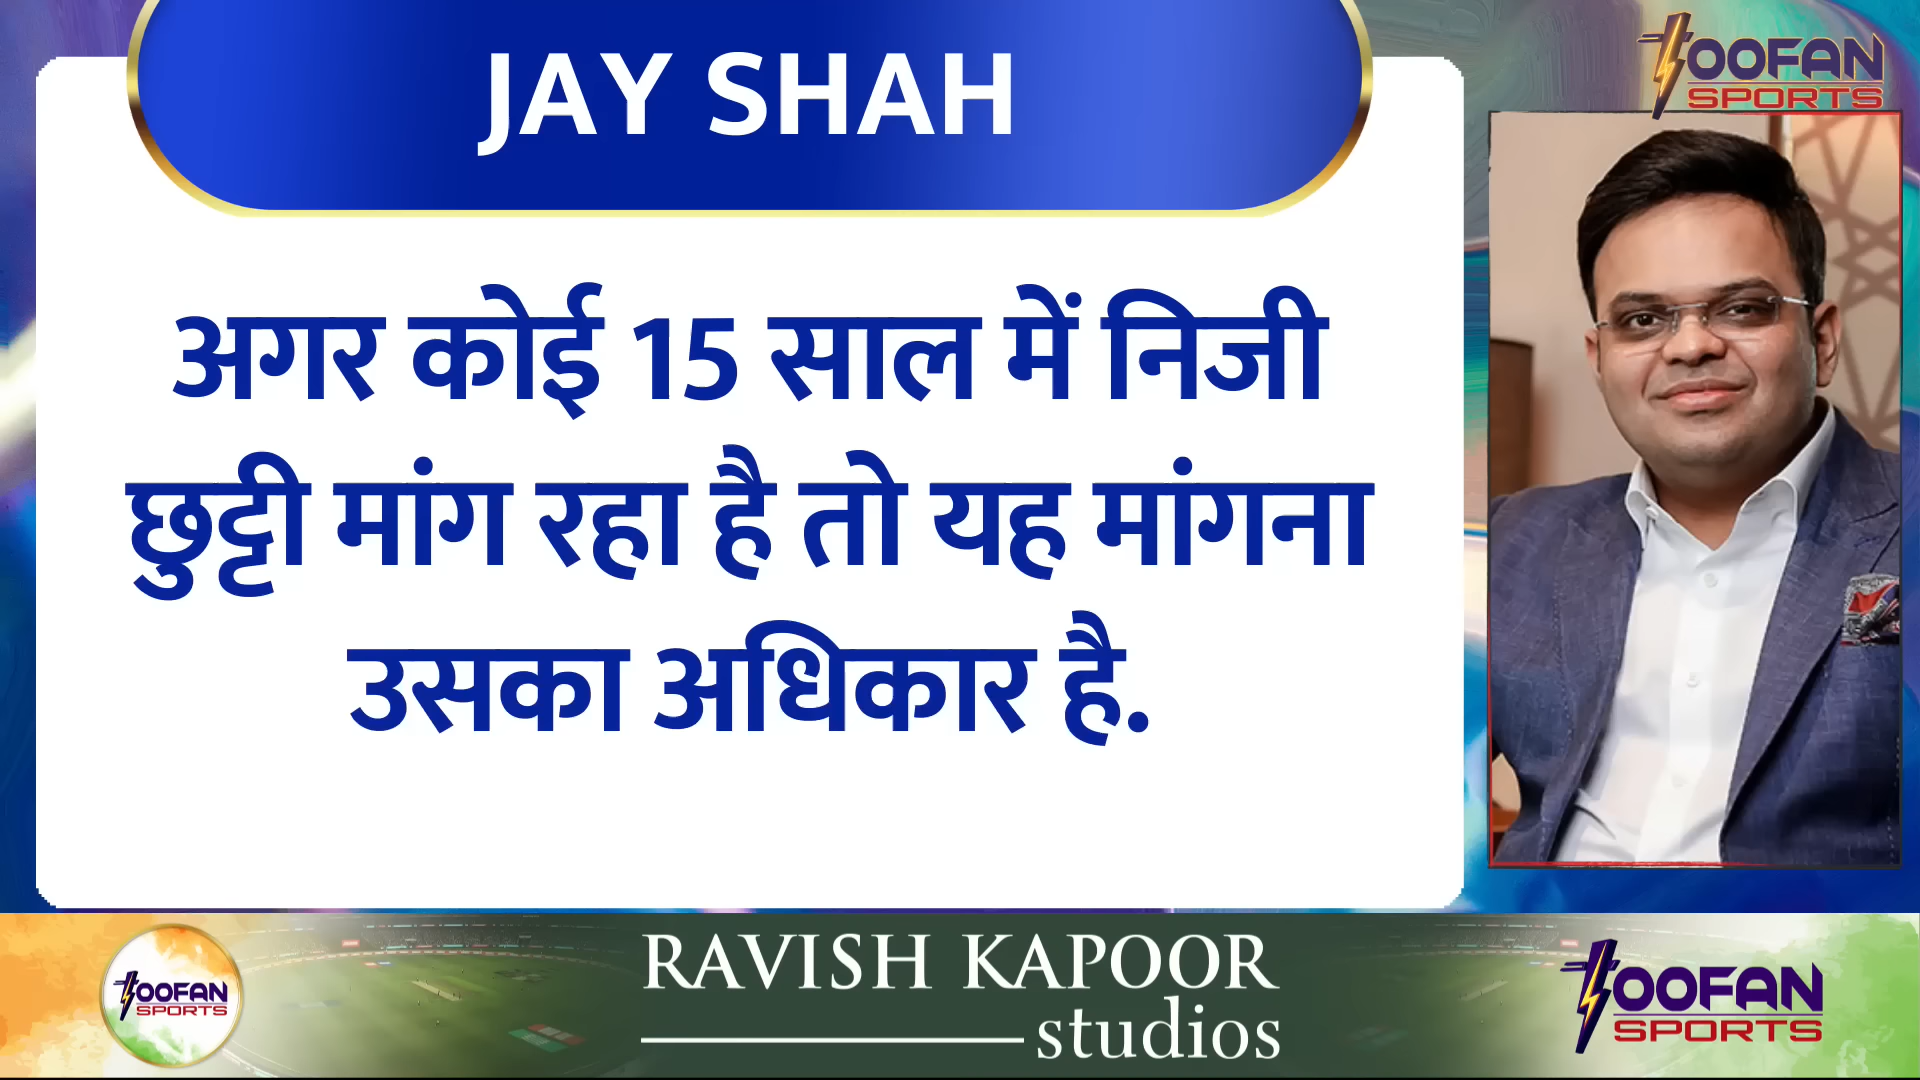 JAY SHAH
TOOFAN
SPORTS
अगर कोई 15 साल में निजी
छुट्टी मांग रहा है तो यह मांगना
उसका अधिकार है.
TOOFAN
SPORTS
RAVISH KAPOOR
studios
TOOFAN
SPORTS